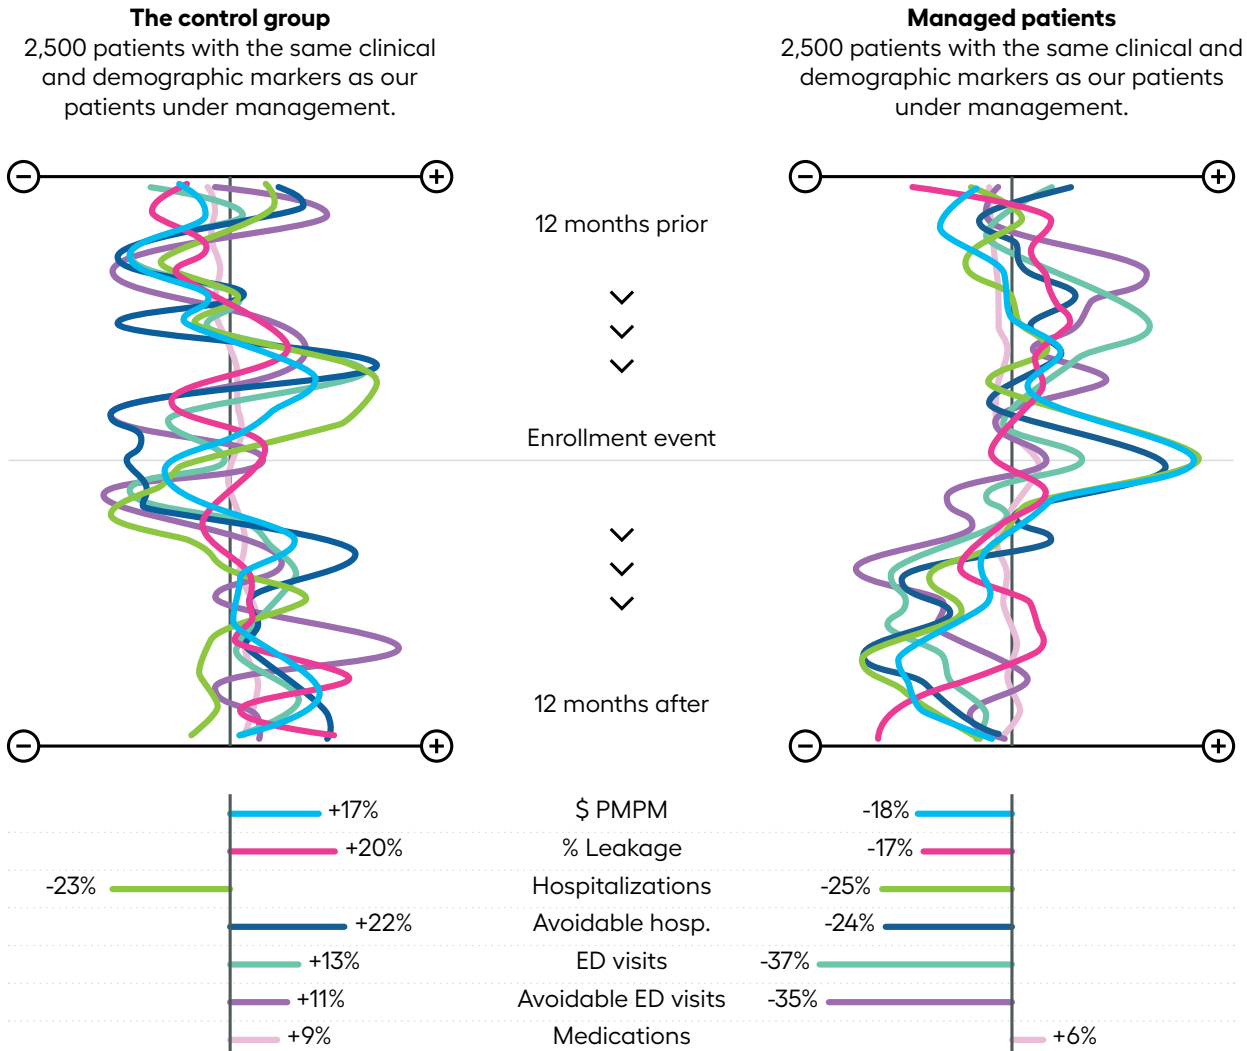 The control group
2,500 patients with the same clinical
and demographic markers as our
patients under management.
Managed patients
2,500 patients with the same clinical and
demographic markers as our patients
under management.
− +
− +
12 months prior
Enrollment event
12 months after
− +
− +
+17% $ PMPM -18%
+20% % Leakage -17%
-23% Hospitalizations -25%
+22% Avoidable hosp. -24%
+13% ED visits -37%
+11% Avoidable ED visits -35%
+9% Medications +6%